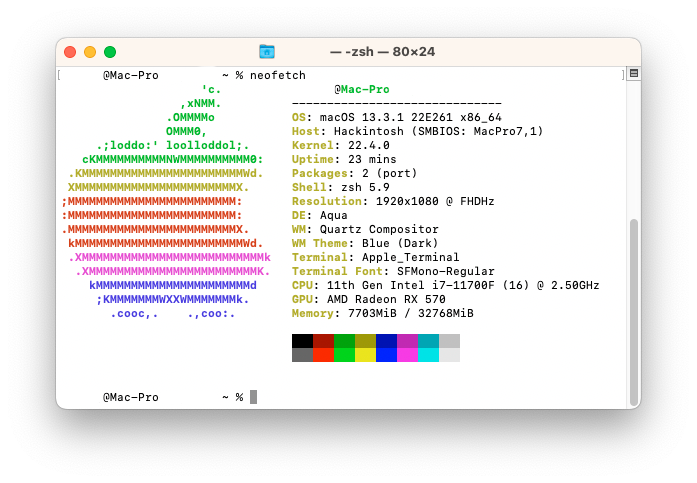 — -zsh — 80×24
[ @Mac-Pro ~ % neofetch ]
'c. @Mac-Pro
,xNMM. ------------------------------
.OMMMMo OS: macOS 13.3.1 22E261 x86_64
OMMM0, Host: Hackintosh (SMBIOS: MacPro7,1)
.;loddo:' loolloddol;. Kernel: 22.4.0
cKMMMMMMMMMMNWMMMMMMMMMM0: Uptime: 23 mins
.KMMMMMMMMMMMMMMMMMMMMMMMWd. Packages: 2 (port)
XMMMMMMMMMMMMMMMMMMMMMMMX. Shell: zsh 5.9
;MMMMMMMMMMMMMMMMMMMMMMMM: Resolution: 1920x1080 @ FHDHz
:MMMMMMMMMMMMMMMMMMMMMMMM: DE: Aqua
.MMMMMMMMMMMMMMMMMMMMMMMMX. WM: Quartz Compositor
kMMMMMMMMMMMMMMMMMMMMMMMMWd. WM Theme: Blue (Dark)
.XMMMMMMMMMMMMMMMMMMMMMMMMMMk Terminal: Apple_Terminal
.XMMMMMMMMMMMMMMMMMMMMMMMMK. Terminal Font: SFMono-Regular
kMMMMMMMMMMMMMMMMMMMMMMd CPU: 11th Gen Intel i7-11700F (16) @ 2.50GHz
;KMMMMMMMWXXWMMMMMMMk. GPU: AMD Radeon RX 570
.cooc,. .,coo:. Memory: 7703MiB / 32768MiB
@Mac-Pro ~ %